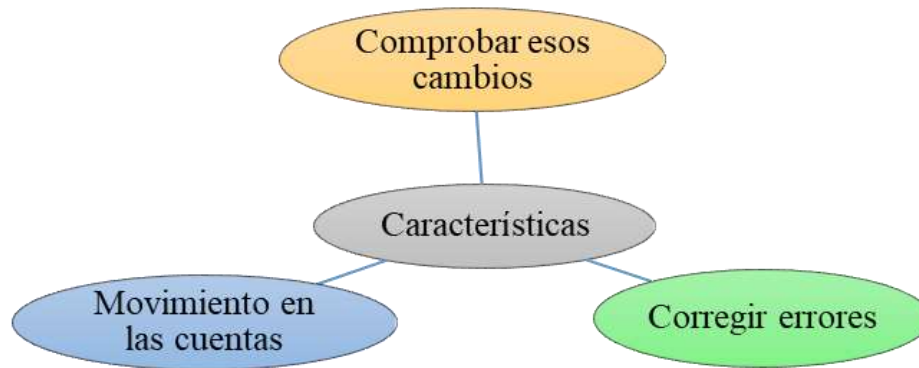 Comprobar esos
cambios
Características
Movimiento en
las cuentas
Corregir errores